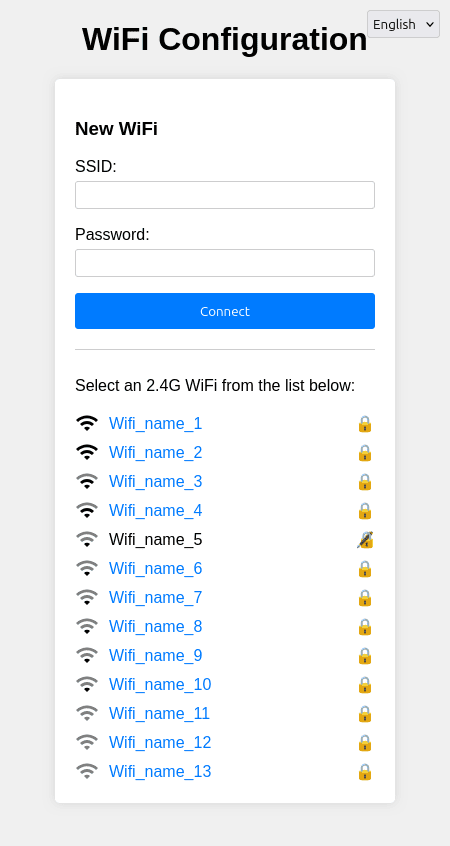 WiFi Configuration
English
New WiFi
SSID:
Password:
Connect
Select an 2.4G WiFi from the list below:
Wifi_name_1
Wifi_name_2
Wifi_name_3
Wifi_name_4
Wifi_name_5
Wifi_name_6
Wifi_name_7
Wifi_name_8
Wifi_name_9
Wifi_name_10
Wifi_name_11
Wifi_name_12
Wifi_name_13